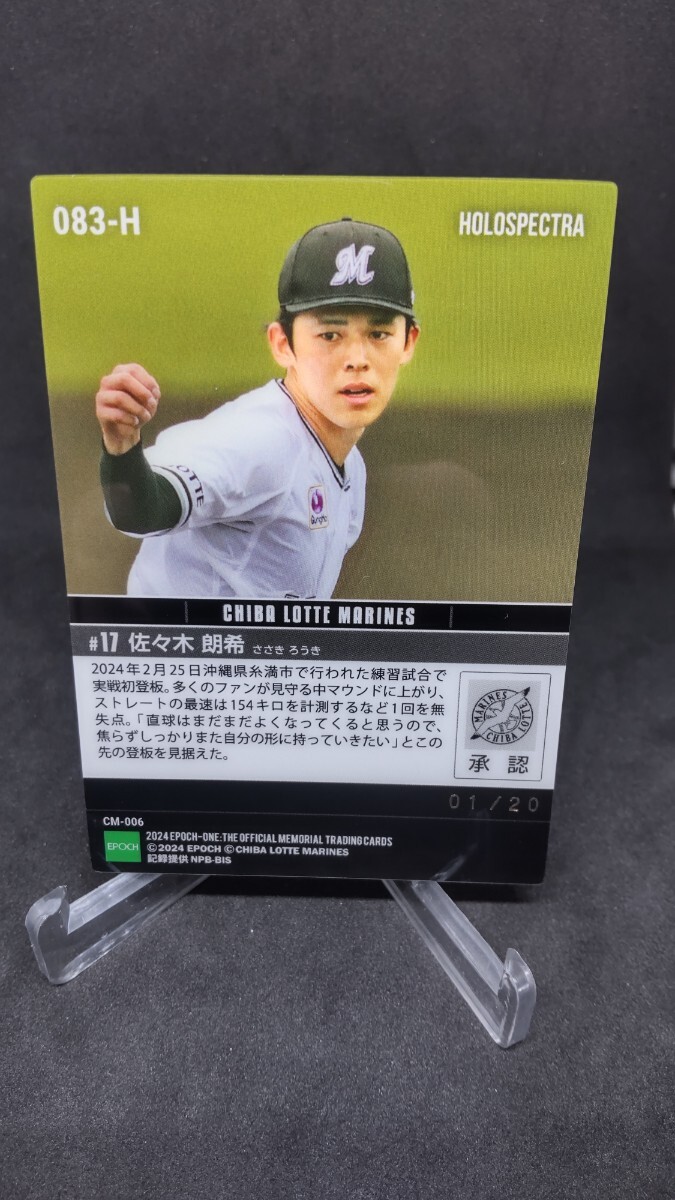 083-H
HOLOSPECTRA
M
LOTTE
CHIBA LOTTE MARINES
#17 佐々木 朗希 ささき ろうき
2024年2月25日沖縄県糸満市で行われた練習試合で
実戦初登板。多くのファンが見守る中マウンドに上がり、
ストレートの最速は154キロを計測するなど1回を無
失点。「直球はまだまだよくなってくると思うので、
焦らずしっかりまた自分の形に持っていきたい」とこの
先の登板を見据えた。
MARINES
CHIBA LOTTE
承認
01/20
CM-006
EPOCH
2024 EPOCH-ONE:THE OFFICIAL MEMORIAL TRADING CARDS
©2024 EPOCH ©CHIBA LOTTE MARINES
記録提供 NPB-BIS